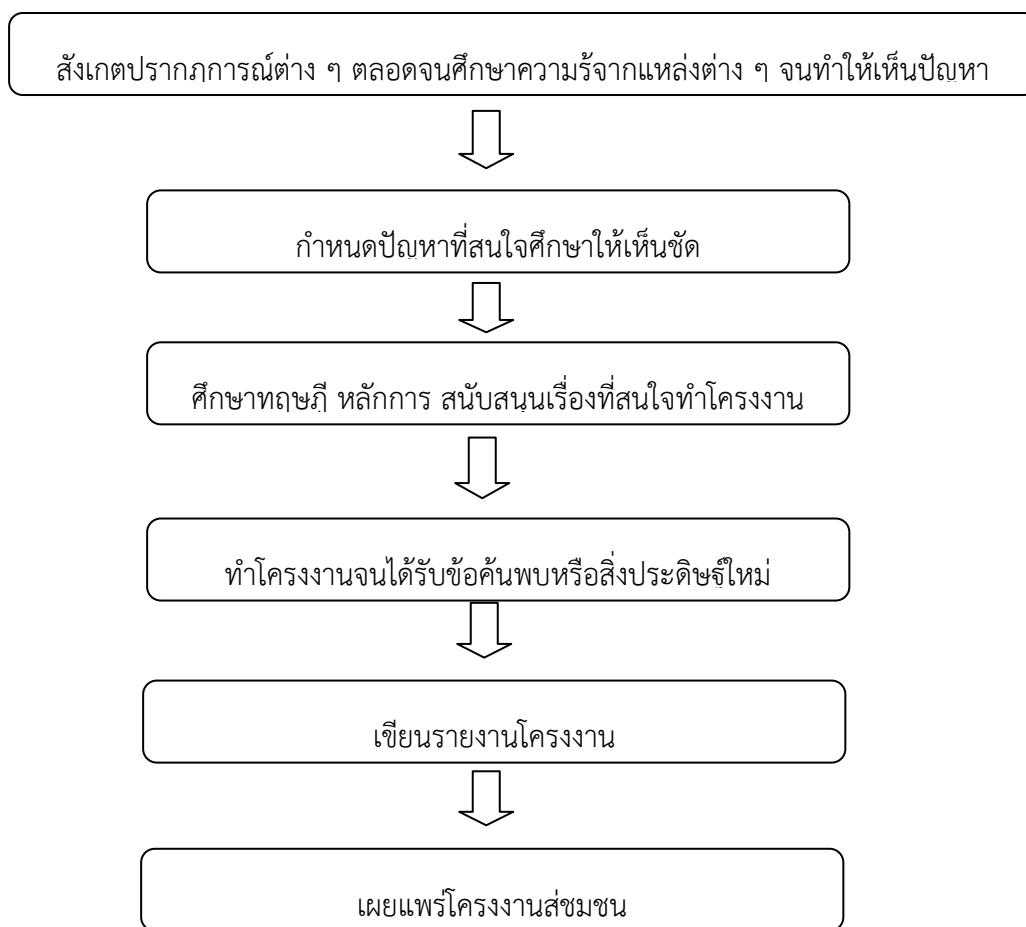 สังเกตปรากฏการณ์ต่าง ๆ ตลอดจนศึกษาความรู้จากแหล่งต่าง ๆ จนทำให้เห็นปัญหา
กำหนดปัญหาที่สนใจศึกษาให้เห็นชัด
ศึกษาทฤษฎี หลักการ สนับสนุนเรื่องที่สนใจทำโครงงาน
ทำโครงงานจนได้รับข้อค้นพบหรือสิ่งประดิษฐ์ใหม่
เขียนรายงานโครงงาน
เผยแพร่โครงงานสู่ชุมชน